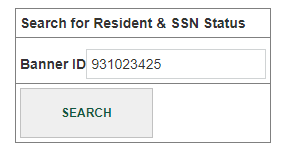 Search for Resident & SSN Status
Banner ID 931023425
SEARCH